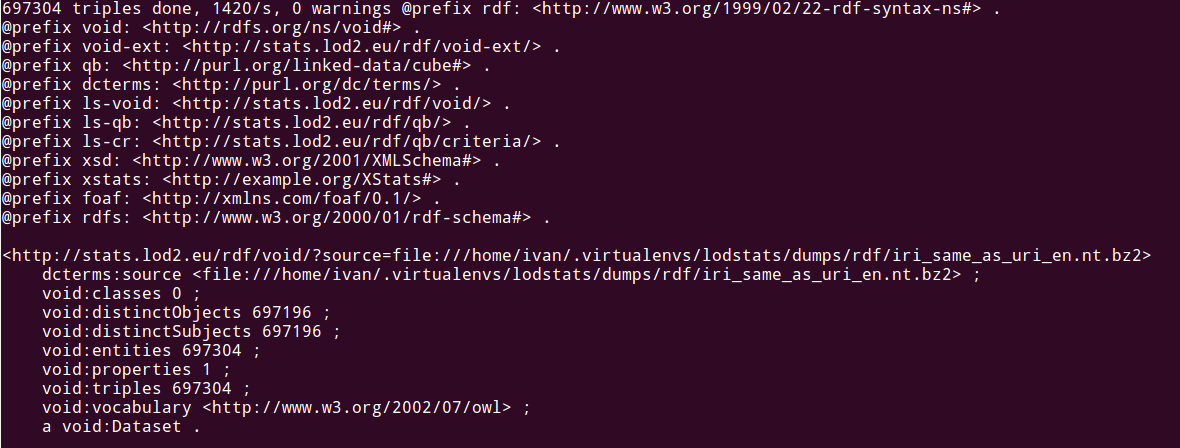 697304 triples done, 1420/s, 0 warnings @prefix rdf: <http://www.w3.org/1999/02/22-rdf-syntax-ns#> .
@prefix void: <http://rdfs.org/ns/void#> .
@prefix void-ext: <http://stats.lod2.eu/rdf/void-ext/> .
@prefix qb: <http://purl.org/linked-data/cube#> .
@prefix dcterms: <http://purl.org/dc/terms/> .
@prefix ls-void: <http://stats.lod2.eu/rdf/void/> .
@prefix ls-qb: <http://stats.lod2.eu/rdf/qb/> .
@prefix ls-cr: <http://stats.lod2.eu/rdf/qb/criteria/> .
@prefix xsd: <http://www.w3.org/2001/XMLSchema#> .
@prefix xstats: <http://example.org/XStats#> .
@prefix foaf: <http://xmlns.com/foaf/0.1/> .
@prefix rdfs: <http://www.w3.org/2000/01/rdf-schema#> .

<http://stats.lod2.eu/rdf/void/?source=file:///home/ivan/.virtualenvs/lodstats/dumps/rdf/iri_same_as_uri_en.nt.bz2>
    dcterms:source <file:///home/ivan/.virtualenvs/lodstats/dumps/rdf/iri_same_as_uri_en.nt.bz2> ;
    void:classes 0 ;
    void:distinctObjects 697196 ;
    void:distinctSubjects 697196 ;
    void:entities 697304 ;
    void:properties 1 ;
    void:triples 697304 ;
    void:vocabulary <http://www.w3.org/2002/07/owl> ;
    a void:Dataset .